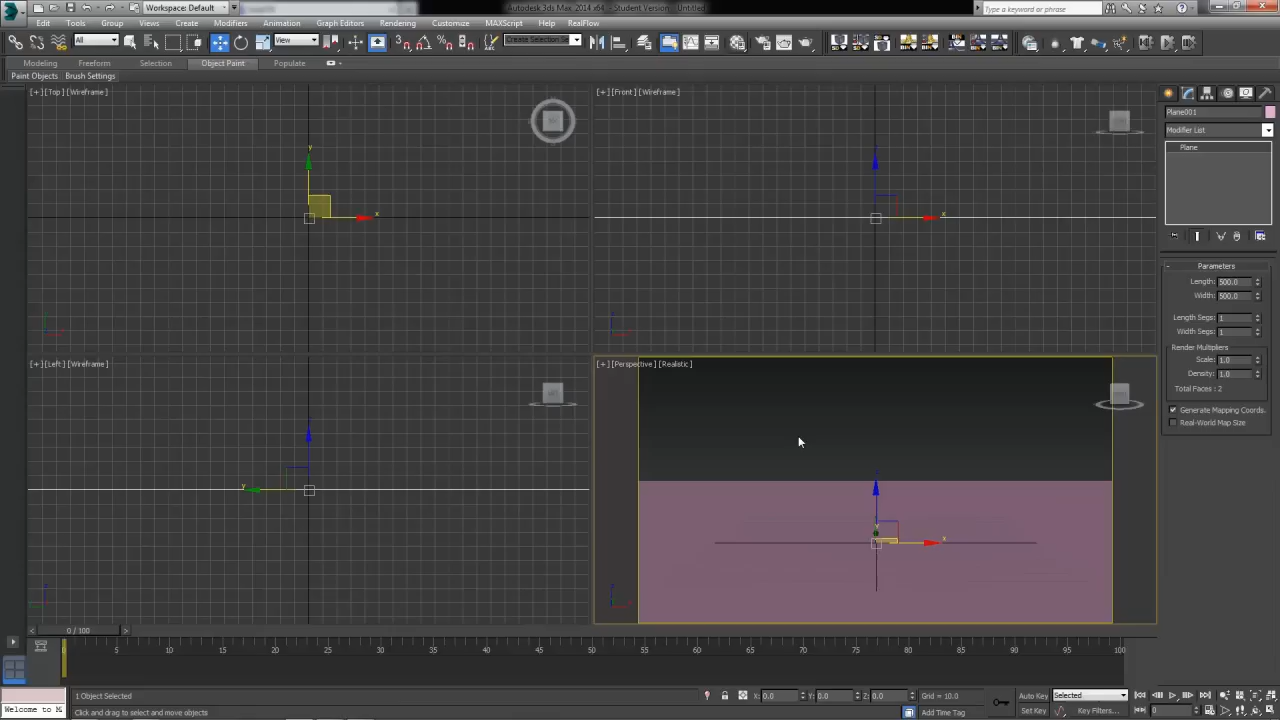 Workspace: Default
Autodesk 3ds Max 2014 x64 - Student Version - Untitled
Type a keyword or phrase
Edit Tools Group Views Create Modifiers Animation Graph Editors Rendering Customize MAXScript Help RealFlow
All
View
Create Selection Se
Modeling Freeform Selection Object Paint Populate
Paint Objects Brush Settings
[+] [Top] [Wireframe]
[+] [Front] [Wireframe]
y
x
x
[+] [Left] [Wireframe]
[+] [Perspective] [Realistic]
y
x
Plane001
Modifier List
Plane
Parameters
Length: 500.0
Width: 500.0
Length Segs: 1
Width Segs: 1
Render Multipliers
Scale: 1.0
Density: 1.0
Total Faces : 2
Generate Mapping Coords.
Real-World Map Size
< 0 / 100 >
0 5 10 15 20 25 30 35 40 45 50 55 60 65 70 75 80 85 90 95 100
1 Object Selected
X: 0.0 Y: 0.0 Z: 0.0 Grid = 10.0
Auto Key Selected
Welcome to M
Click and drag to select and move objects
Add Time Tag
Set Key Key Filters... 0